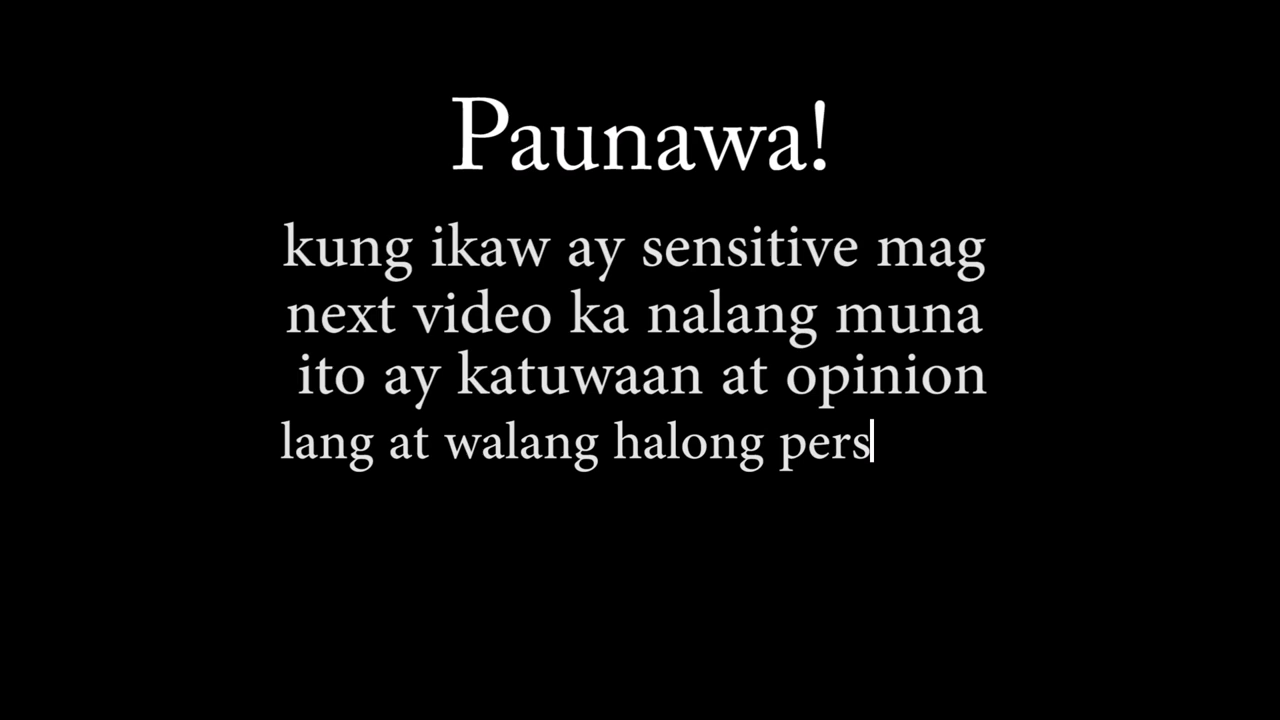 Paunawa!
kung ikaw ay sensitive mag
next video ka nalang muna
ito ay katuwaan at opinion
lang at walang halong pers